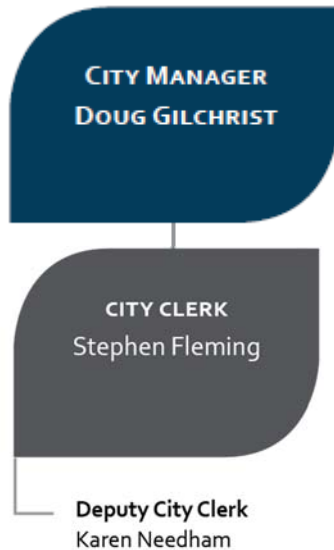 CITY MANAGER
DOUG GILCHRIST
CITY CLERK
Stephen Fleming
Deputy City Clerk
Karen Needham